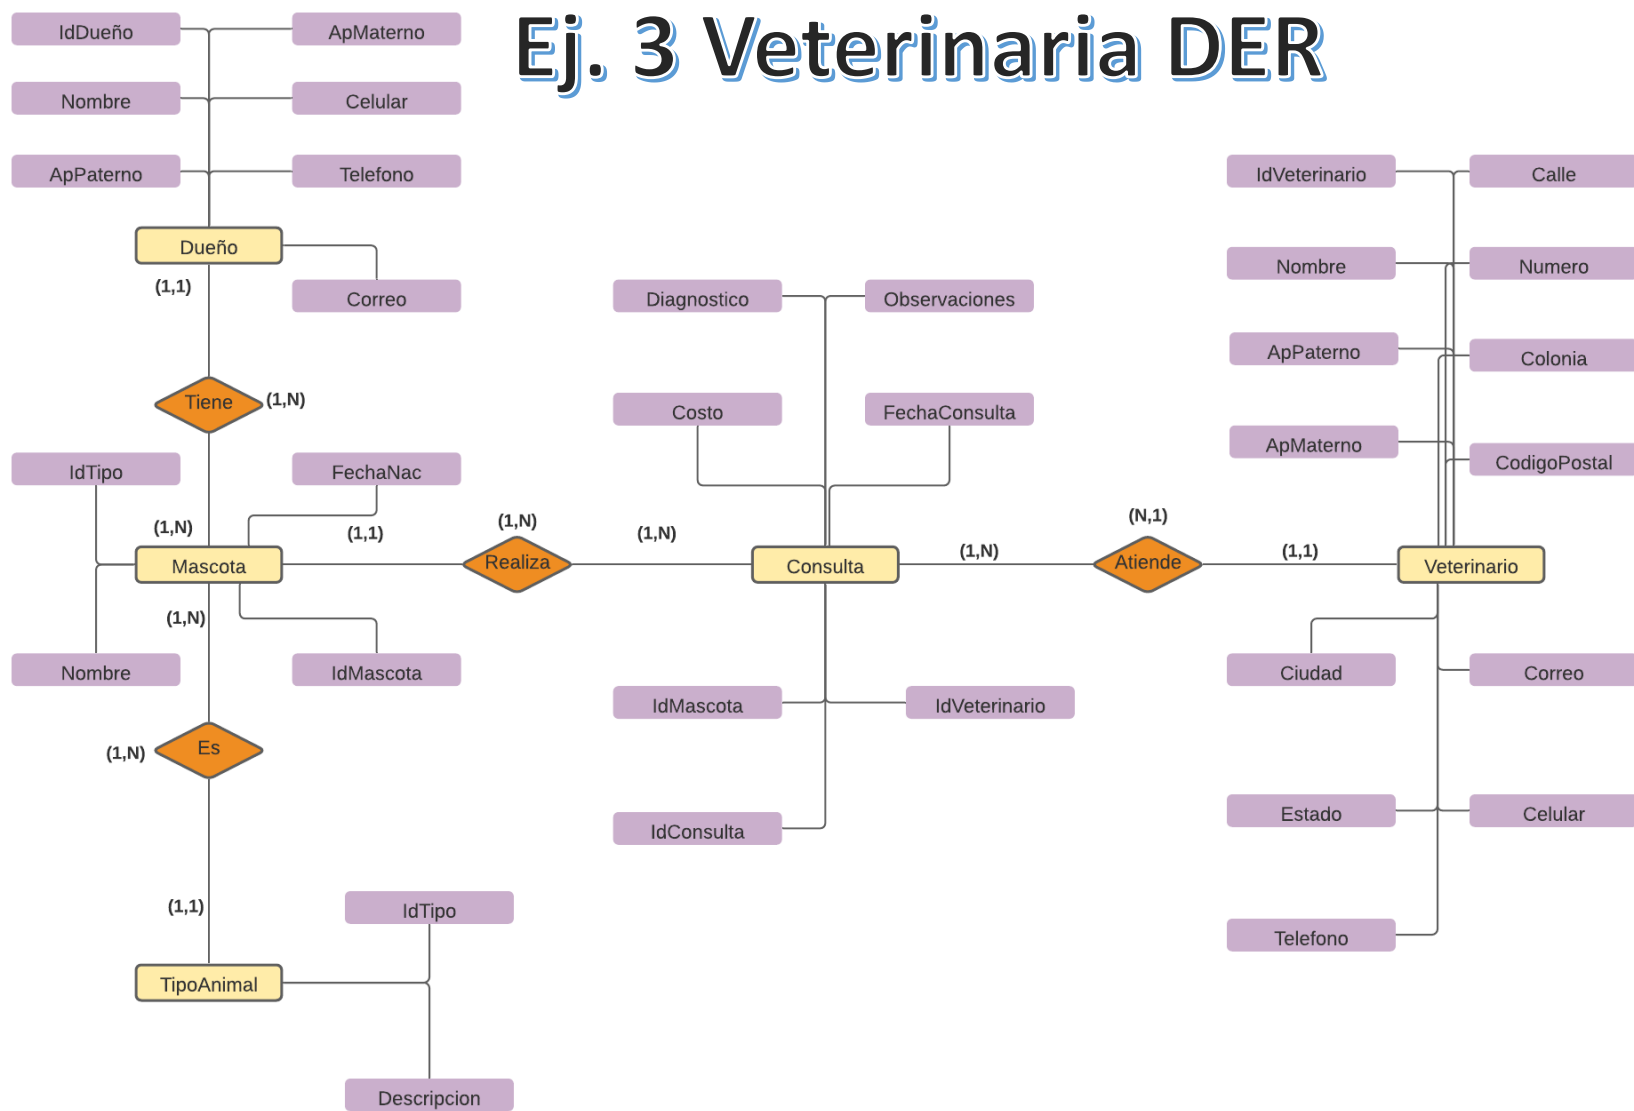 Ej. 3 Veterinaria DER
IdDueño
ApMaterno
Nombre
Celular
ApPaterno
Telefono
Dueño
(1,1)
Correo
Tiene
(1,N)
IdTipo
FechaNac
(1,N)
(1,1)
Mascota
(1,N)
Nombre
IdMascota
Es
(1,N)
(1,1)
IdTipo
TipoAnimal
Descripcion
(1,N)
Realiza
(1,N)
Diagnostico
Observaciones
Costo
FechaConsulta
Consulta
(1,N)
IdMascota
IdVeterinario
IdConsulta
(N,1)
Atiende
(1,1)
IdVeterinario
Calle
Nombre
Numero
ApPaterno
Colonia
ApMaterno
CodigoPostal
Veterinario
Ciudad
Correo
Estado
Celular
Telefono